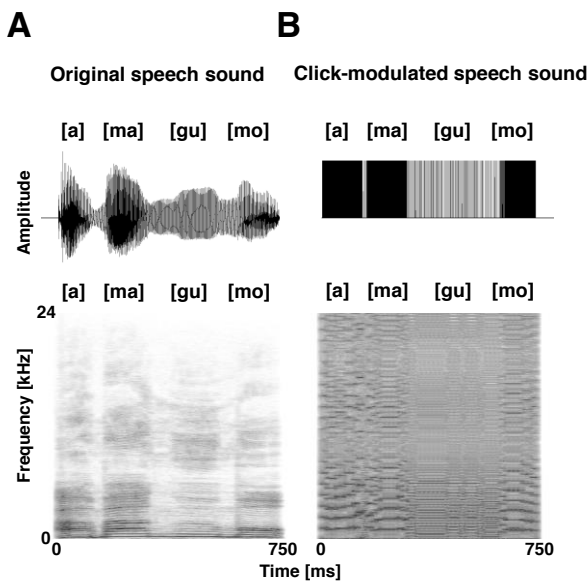 A
B
Original speech sound
Click-modulated speech sound
[a] [ma] [gu] [mo]
[a] [ma] [gu] [mo]
Amplitude
[a] [ma] [gu] [mo]
[a] [ma] [gu] [mo]
24
Frequency [kHz]
0
0
750
0
750
Time [ms]